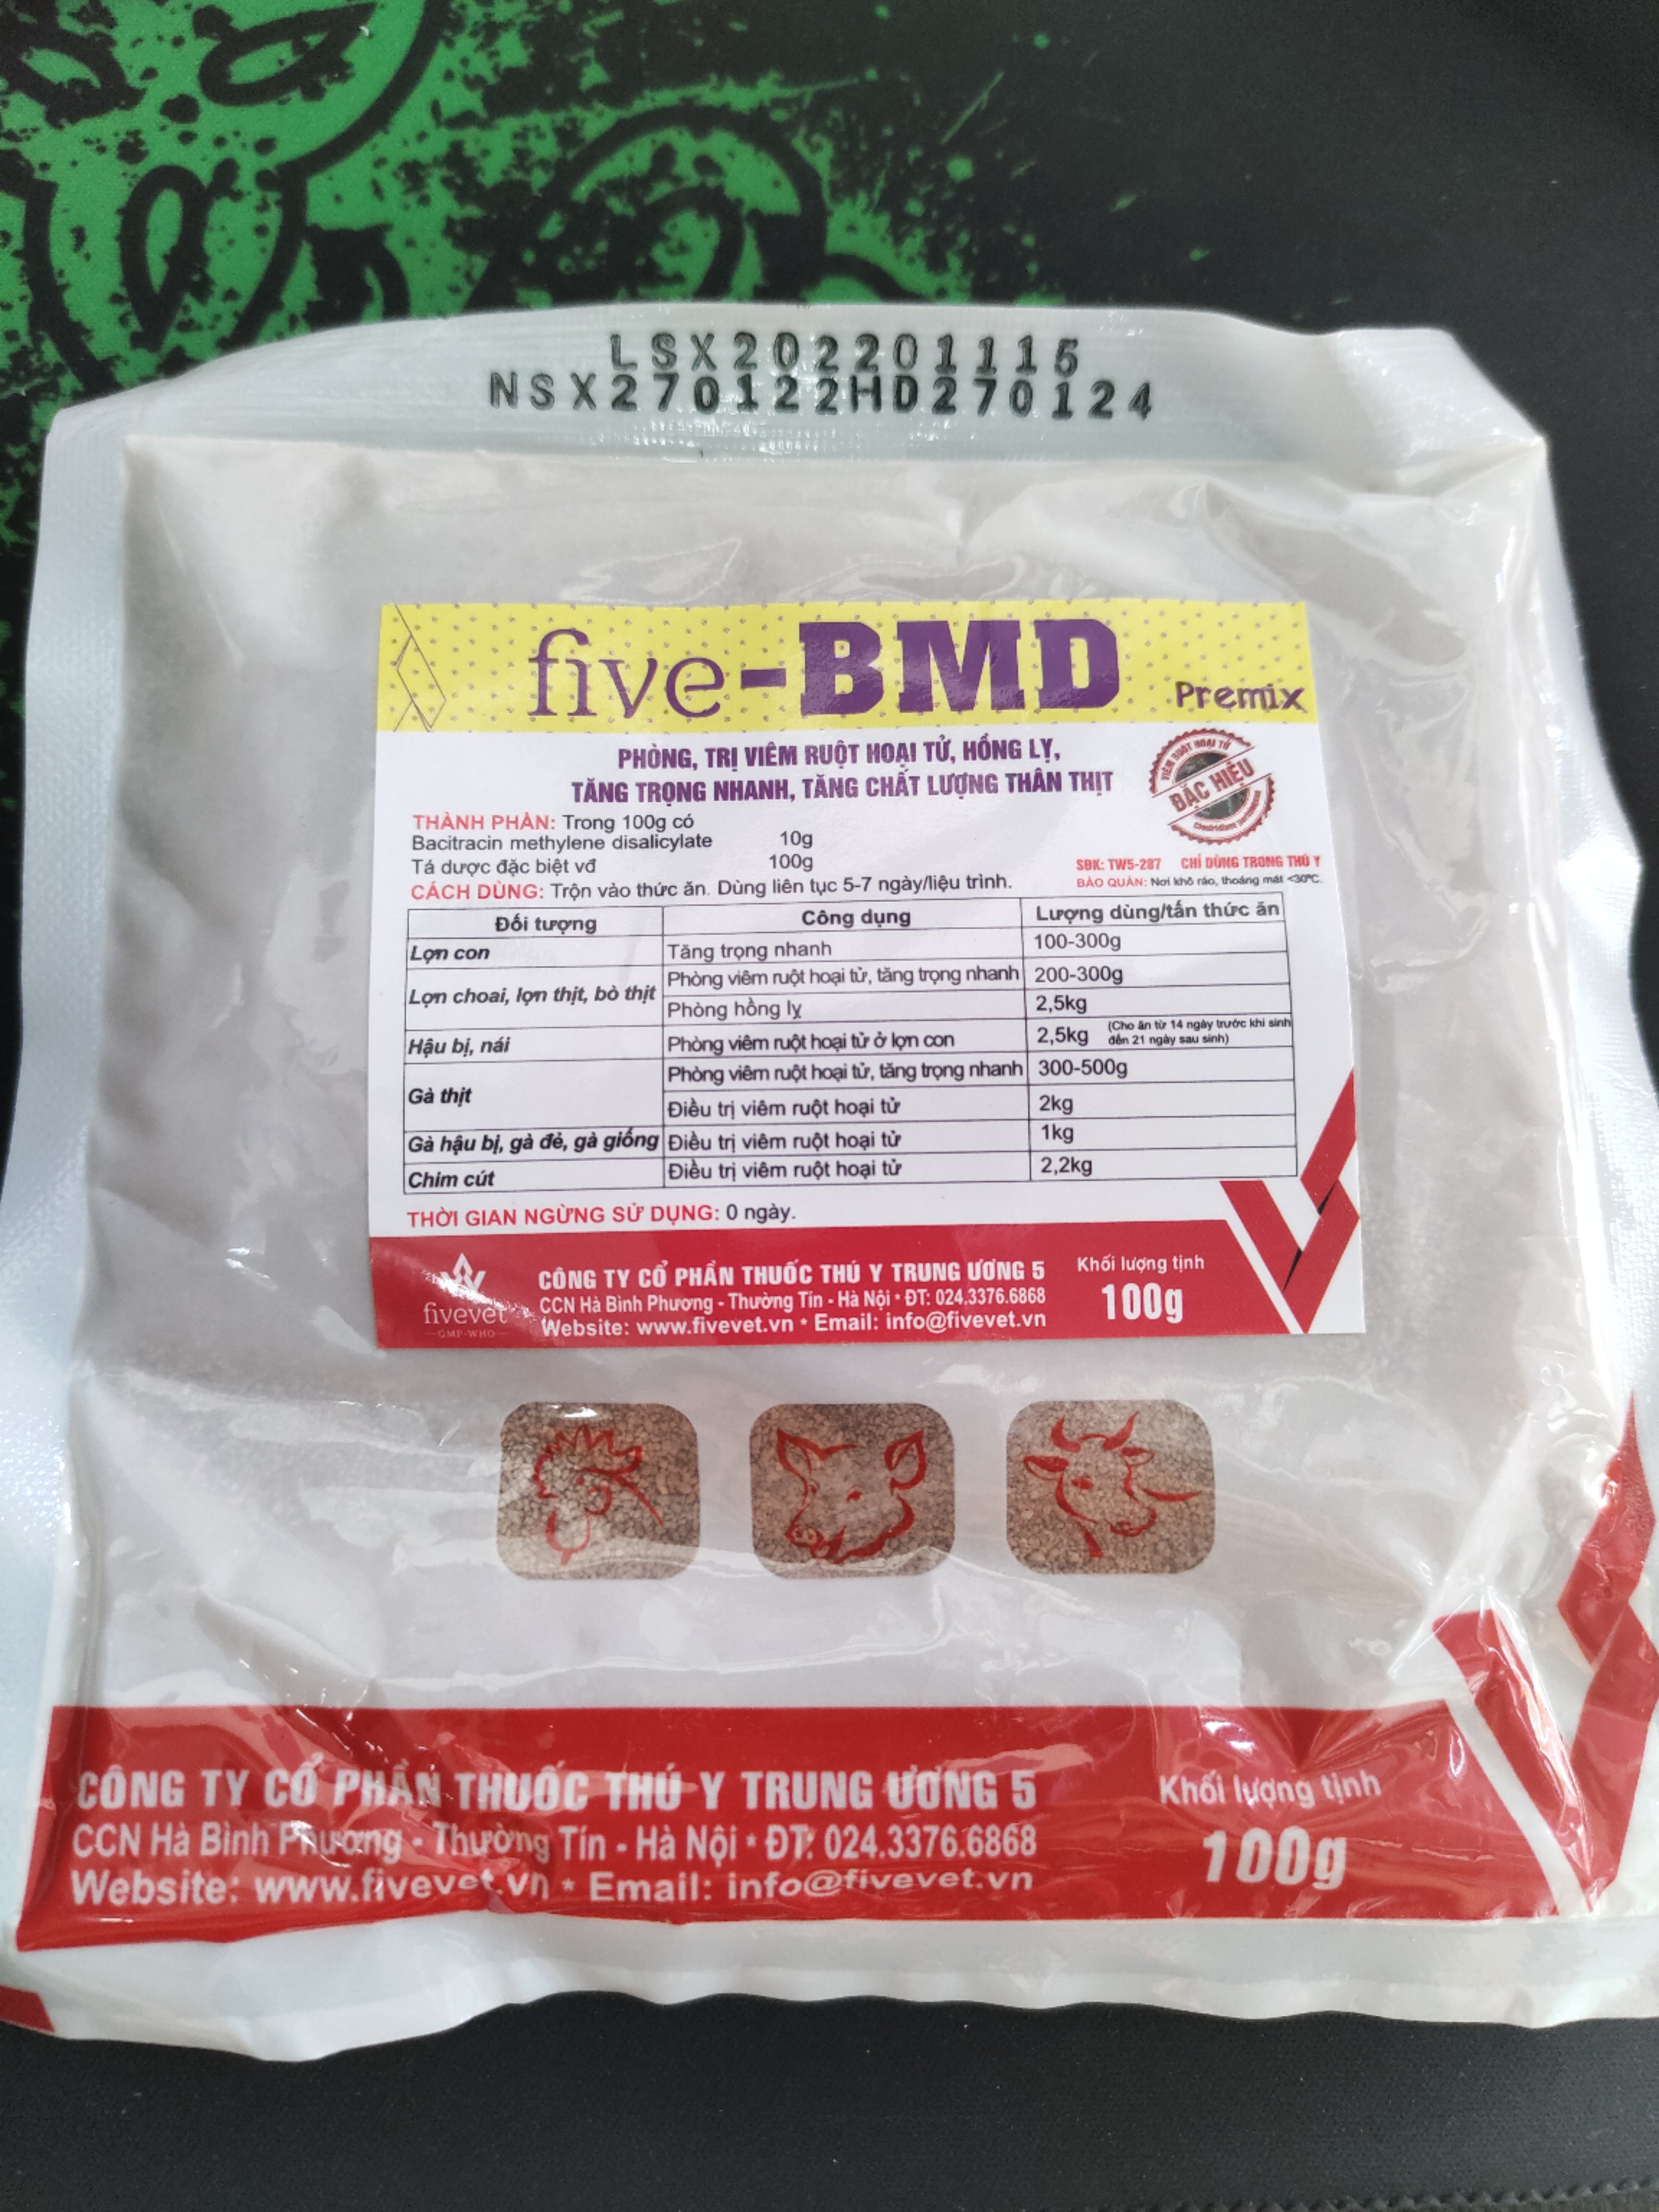 LSX202201115
NSX270122HD270124
five-BMD Premix
PHÒNG, TRỊ VIÊM RUỘT HOẠI TỬ, HỒNG LỴ,
TĂNG TRỌNG NHANH, TĂNG CHẤT LƯỢNG THÂN THỊT
VIÊM RUỘT HOẠI TỬ
ĐẶC HIỆU
THÀNH PHẦN: Trong 100g có
Bacitracin methylene disalicylate 10g
Tá dược đặc biệt vđ 100g
SĐK: TW5-287 CHỈ DÙNG TRONG THÚ Y
CÁCH DÙNG: Trộn vào thức ăn. Dùng liên tục 5-7 ngày/liệu trình.
BẢO QUẢN: Nơi khô ráo, thoáng mát <30°C.
Đối tượng Công dụng Lượng dùng/tấn thức ăn
Lợn con Tăng trọng nhanh 100-300g
Lợn choai, lợn thịt, bò thịt Phòng viêm ruột hoại tử, tăng trọng nhanh 200-300g
Phòng hồng lỵ 2,5kg
Hậu bị, nái Phòng viêm ruột hoại tử ở lợn con 2,5kg (Cho ăn từ 14 ngày trước khi sinh
đến 21 ngày sau sinh)
Gà thịt Phòng viêm ruột hoại tử, tăng trọng nhanh 300-500g
Điều trị viêm ruột hoại tử 2kg
Gà hậu bị, gà đẻ, gà giống Điều trị viêm ruột hoại tử 1kg
Chim cút Điều trị viêm ruột hoại tử 2,2kg
THỜI GIAN NGỪNG SỬ DỤNG: 0 ngày.
fivevet
GMP-WHO
CÔNG TY CỔ PHẦN THUỐC THÚ Y TRUNG ƯƠNG 5
CCN Hà Bình Phương - Thường Tín - Hà Nội * ĐT: 024.3376.6868
Website: www.fivevet.vn * Email: info@fivevet.vn
Khối lượng tịnh
100g
CÔNG TY CỔ PHẦN THUỐC THÚ Y TRUNG ƯƠNG 5
CCN Hà Bình Phương - Thường Tín - Hà Nội * ĐT: 024.3376.6868
Website: www.fivevet.vn * Email: info@fivevet.vn
Khối lượng tịnh
100g